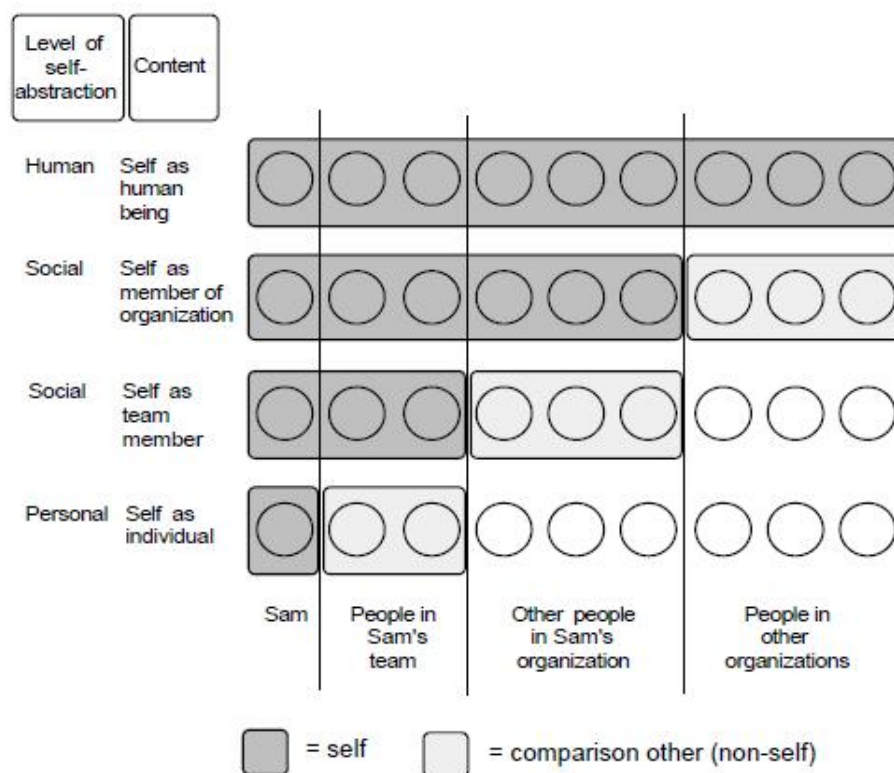 Level of
self-
abstraction
Content
Human
Self as
human
being
Social
Self as
member of
organization
Social
Self as
team
member
Personal
Self as
individual
Sam
People in
Sam's
team
Other people
in Sam's
organization
People in
other
organizations
= self
= comparison other (non-self)